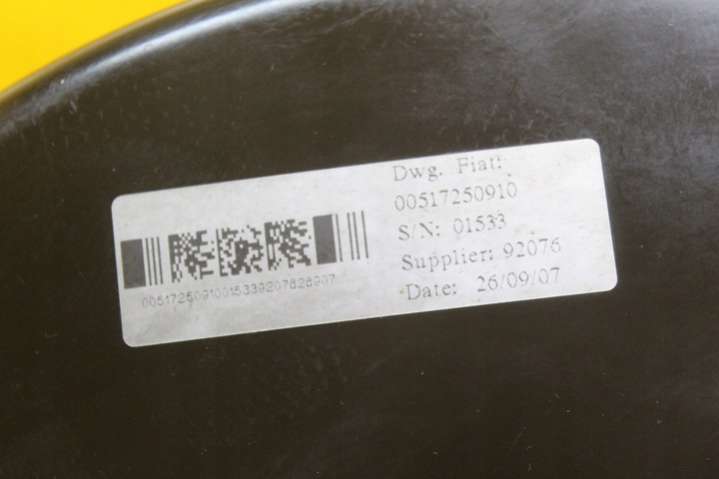 Dwg. Fiat:
00517250910
S/N: 01533
Supplier: 92076
Date: 26/09/07